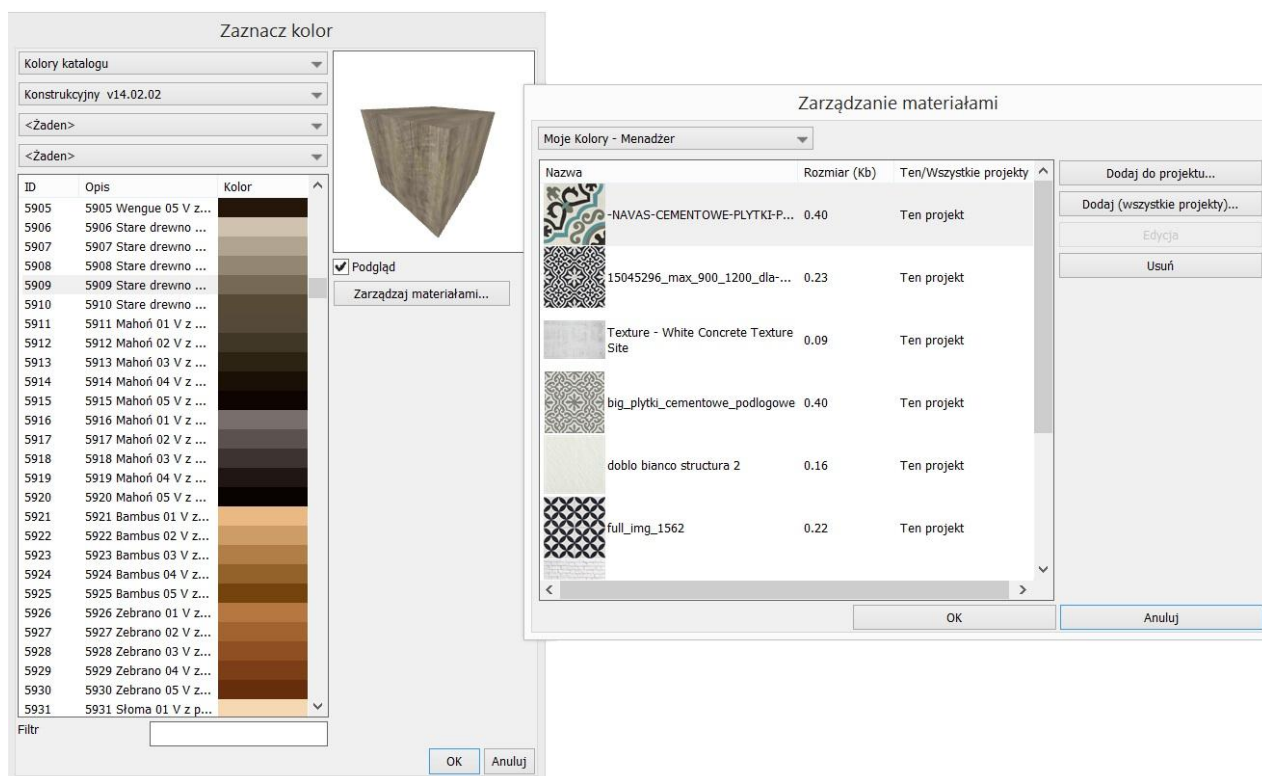 Zaznacz kolor
Kolory katalogu
Konstrukcyjny v14.02.02
<Żaden>
<Żaden>
ID Opis Kolor
5905 5905 Wengue 05 V z...
5906 5906 Stare drewno ...
5907 5907 Stare drewno ...
5908 5908 Stare drewno ...
5909 5909 Stare drewno ...
5910 5910 Stare drewno ...
5911 5911 Mahoń 01 V z ...
5912 5912 Mahoń 02 V z ...
5913 5913 Mahoń 03 V z ...
5914 5914 Mahoń 04 V z ...
5915 5915 Mahoń 05 V z ...
5916 5916 Mahoń 01 V z ...
5917 5917 Mahoń 02 V z ...
5918 5918 Mahoń 03 V z ...
5919 5919 Mahoń 04 V z ...
5920 5920 Mahoń 05 V z ...
5921 5921 Bambus 01 V z...
5922 5922 Bambus 02 V z...
5923 5923 Bambus 03 V z...
5924 5924 Bambus 04 V z...
5925 5925 Bambus 05 V z...
5926 5926 Zebrano 01 V z...
5927 5927 Zebrano 02 V z...
5928 5928 Zebrano 03 V z...
5929 5929 Zebrano 04 V z...
5930 5930 Zebrano 05 V z...
5931 5931 Słoma 01 V z p...
Filtr
Podgląd
Zarządzaj materiałami...
OK Anuluj
Zarządzanie materiałami
Moje Kolory - Menadżer
Nazwa Rozmiar (Kb) Ten/Wszystkie projekty
-NAVAS-CEMENTOWE-PLYTKI-P... 0.40 Ten projekt
15045296_max_900_1200_dla-... 0.23 Ten projekt
Texture - White Concrete Texture
Site 0.09 Ten projekt
big_plytki_cementowe_podlogowe 0.40 Ten projekt
doblo bianco structura 2 0.16 Ten projekt
full_img_1562 0.22 Ten projekt
Dodaj do projektu...
Dodaj (wszystkie projekty)...
Edycja
Usuń
OK Anuluj